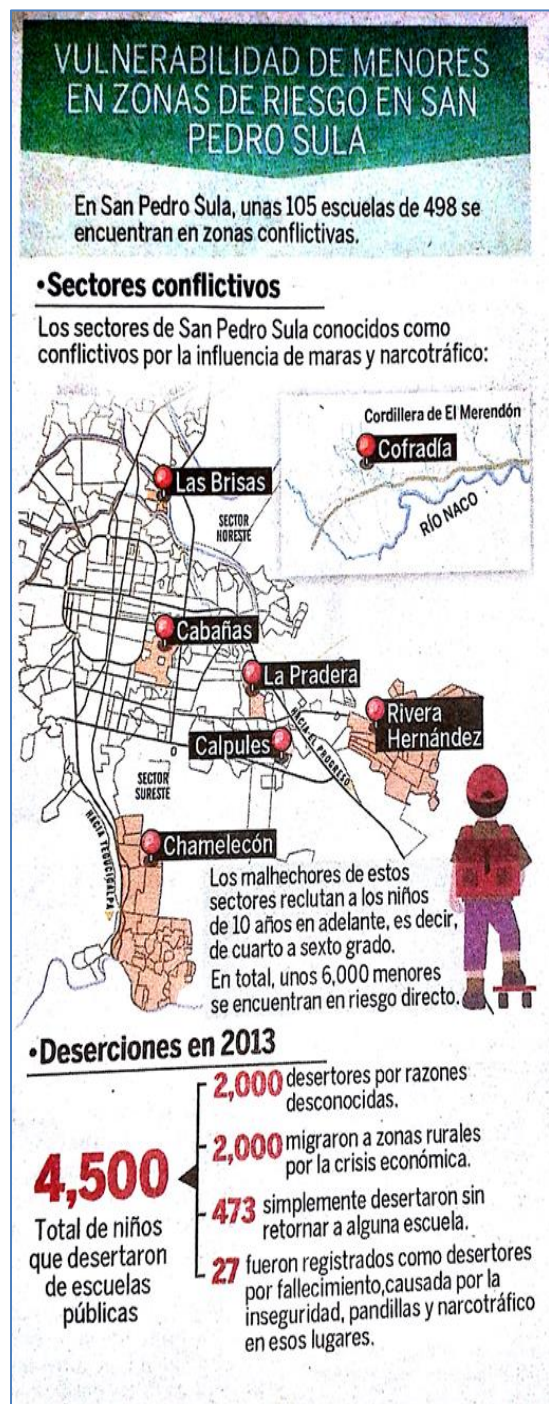 VULNERABILIDAD DE MENORES
EN ZONAS DE RIESGO EN SAN
PEDRO SULA
En San Pedro Sula, unas 105 escuelas de 498 se
encuentran en zonas conflictivas.
•Sectores conflictivos
Los sectores de San Pedro Sula conocidos como
conflictivos por la influencia de maras y narcotráfico:
Cordillera de El Merendón
Cofradía
RÍO NACO
Las Brisas
SECTOR
NORESTE
Cabañas
La Pradera
Rivera
Hernández
Calpules
HACIA EL PROGRESO
SECTOR
SURESTE
HACIA TEGUCIGALPA
Chamelecón
Los malhechores de estos
sectores reclutan a los niños
de 10 años en adelante, es decir,
de cuarto a sexto grado.
En total, unos 6,000 menores
se encuentran en riesgo directo.
•Deserciones en 2013
4,500
Total de niños
que desertaron
de escuelas
públicas
2,000 desertores por razones
desconocidas.
2,000 migraron a zonas rurales
por la crisis económica.
473 simplemente desertaron sin
retornar a alguna escuela.
27 fueron registrados como desertores
por fallecimiento,causada por la
inseguridad, pandillas y narcotráfico
en esos lugares.